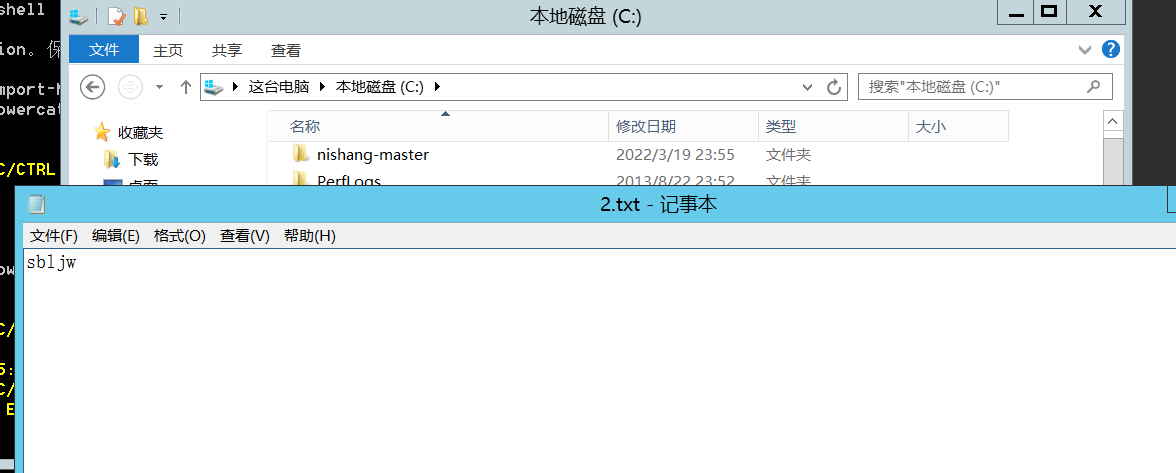 shell
本地磁盘 (C:)
ion。保
文件 主页 共享 查看
mport-M
这台电脑 本地磁盘 (C:)
搜索"本地磁盘 (C:)"
owercat
名称 修改日期 类型 大小
收藏夹
nishang-master 2022/3/19 23:55 文件夹
下载
C/CTRL
PerfLogs 2013/8/22 23:52 文件夹
桌面
2.txt - 记事本
文件(F) 编辑(E) 格式(O) 查看(V) 帮助(H)
sbljw
ow
C/
5:
C/
E